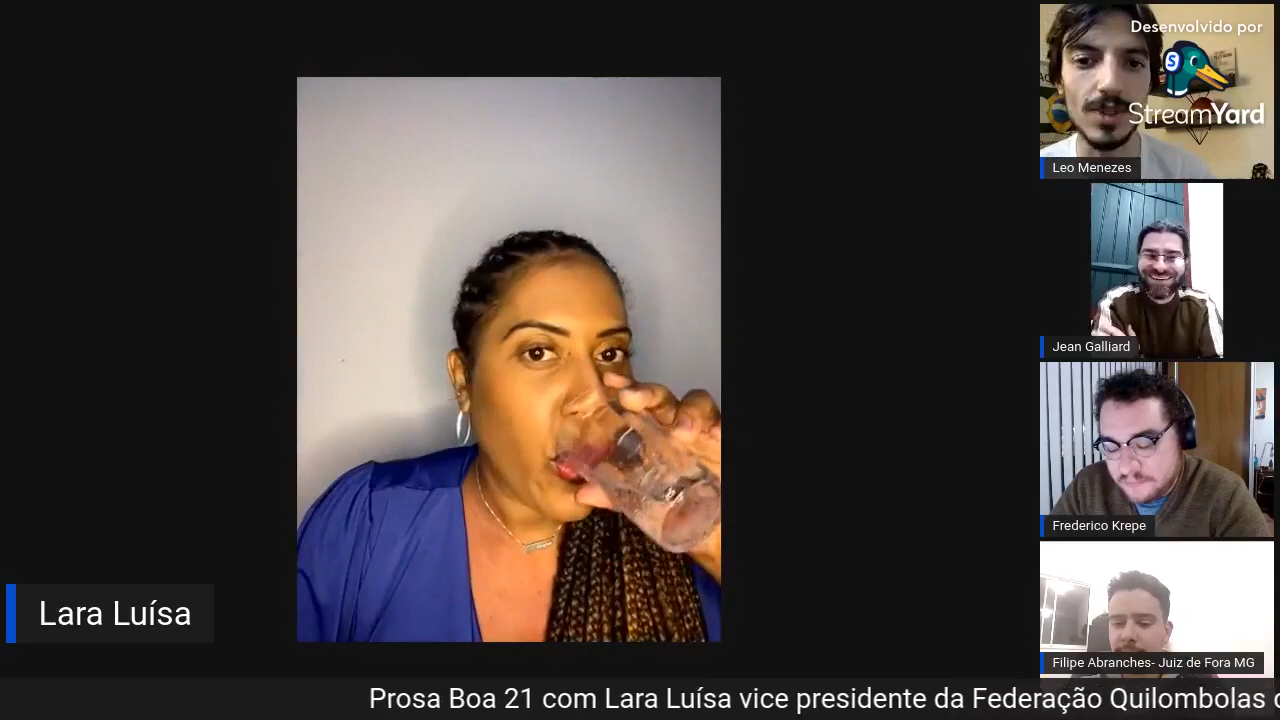 Desenvolvido por
StreamYard
Leo Menezes
Jean Galliard
Frederico Krepe
Lara Luísa
Filipe Abranches- Juiz de Fora MG
Prosa Boa 21 com Lara Luísa vice presidente da Federação Quilombolas